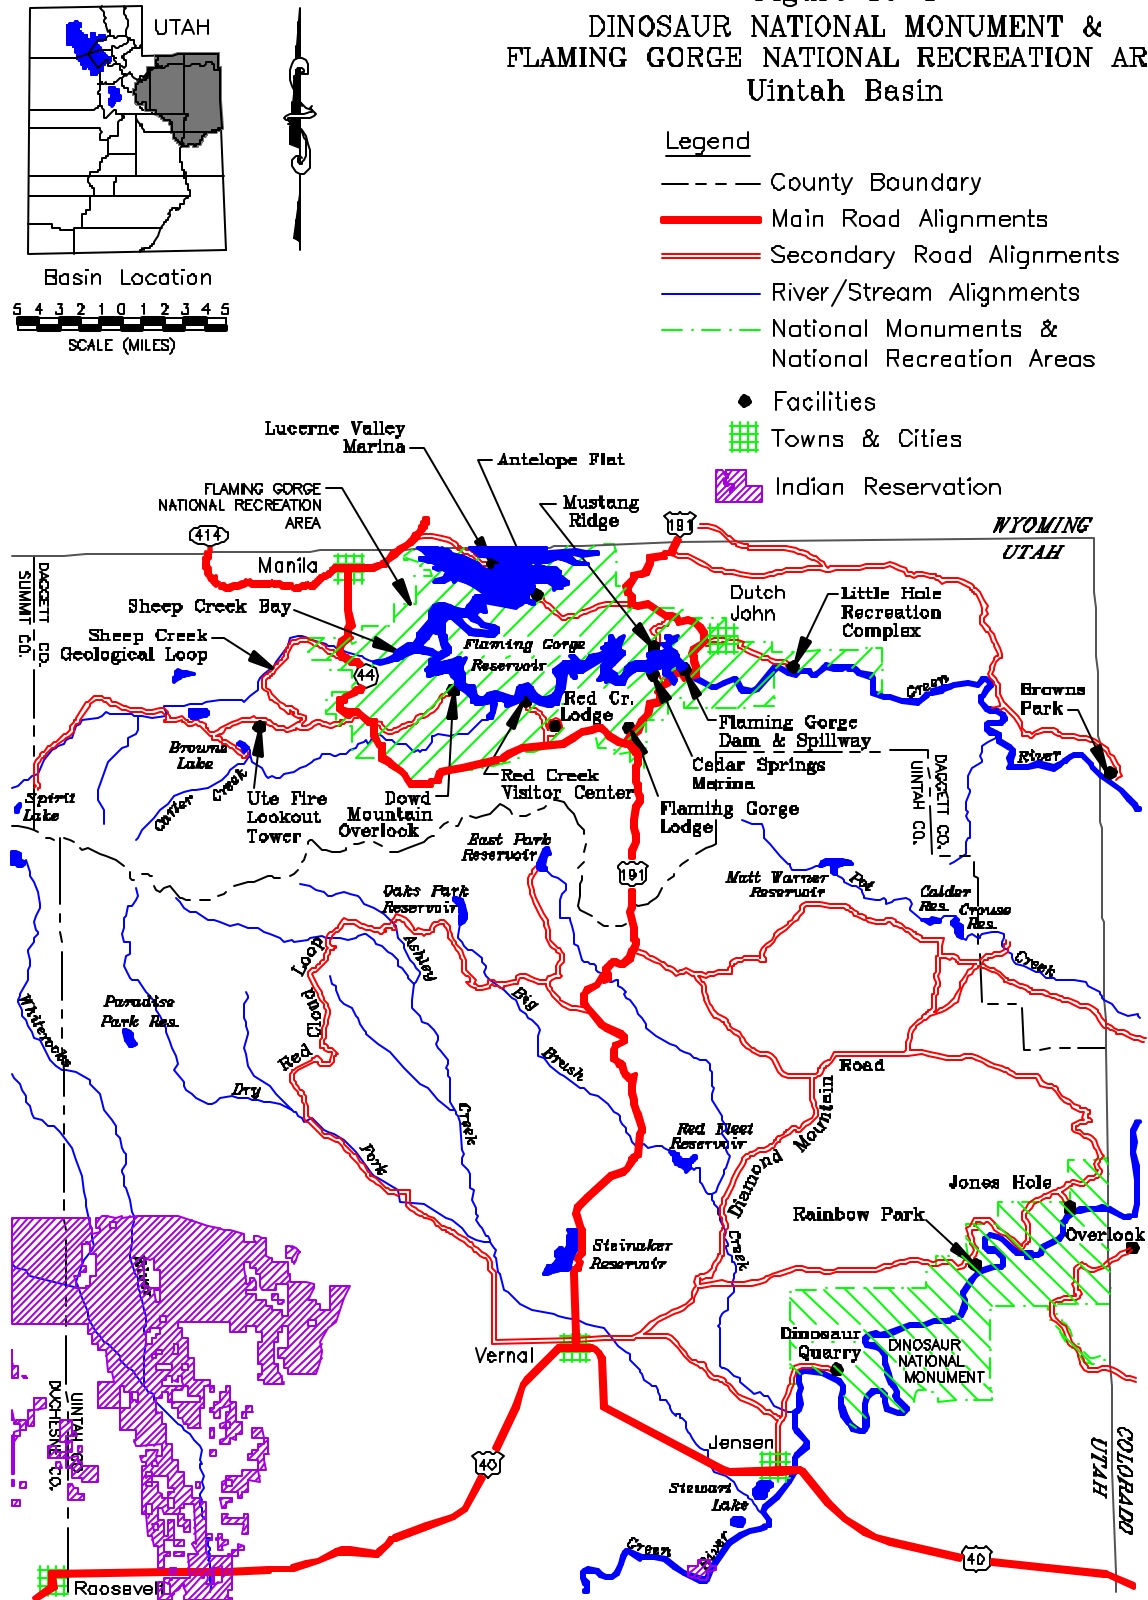 DINOSAUR NATIONAL MONUMENT &
FLAMING GORGE NATIONAL RECREATION AR
Uintah Basin
UTAH
Basin Location
5 4 3 2 1 0 1 2 3 4 5
SCALE (MILES)
Legend
County Boundary
Main Road Alignments
Secondary Road Alignments
River/Stream Alignments
National Monuments &
National Recreation Areas
Facilities
Towns & Cities
Indian Reservation
Lucerne Valley
Marina
Antelope Flat
FLAMING GORGE
NATIONAL RECREATION
AREA
Mustang
Ridge
191
WYOMING
UTAH
414
Manila
DAGGETT CO.
SUMMIT CO.
Sheep Creek Bay
Dutch
John
Little Hole
Recreation
Complex
Sheep Creek
Geological Loop
Flaming Gorge
Reservoir
44
Green
River
Browns
Park
Red Cr.
Lodge
Flaming Gorge
Dam & Spillway
Browns
Lake
Cedar Springs
Marina
Red Creek
Visitor Center
DAGGETT CO.
UINTAH CO.
Spirit
Lake
Carter Creek
Ute Fire
Lookout
Tower
Dowd
Mountain
Overlook
Flaming Gorge
Lodge
East Park
Reservoir
191
Matt Warner
Reservoir
Pot
Creek
Calder
Res.
Crouse
Res.
Oaks Park
Reservoir
Ashley
Creek
Red Cloud Loop
Big
Brush
Creek
Whiterocks
River
Paradise
Park Res.
Dry
Fork
Diamond Mountain
Road
Red Fleet
Reservoir
Jones Hole
Rainbow Park
Overlook
Steinaker
Reservoir
Vernal
Dinosaur
Quarry
DINOSAUR
NATIONAL
MONUMENT
UINTAH CO.
DUCHESNE CO.
Jensen
40
Stewart
Lake
COLORADO
UTAH
Green
River
40
Roosevelt